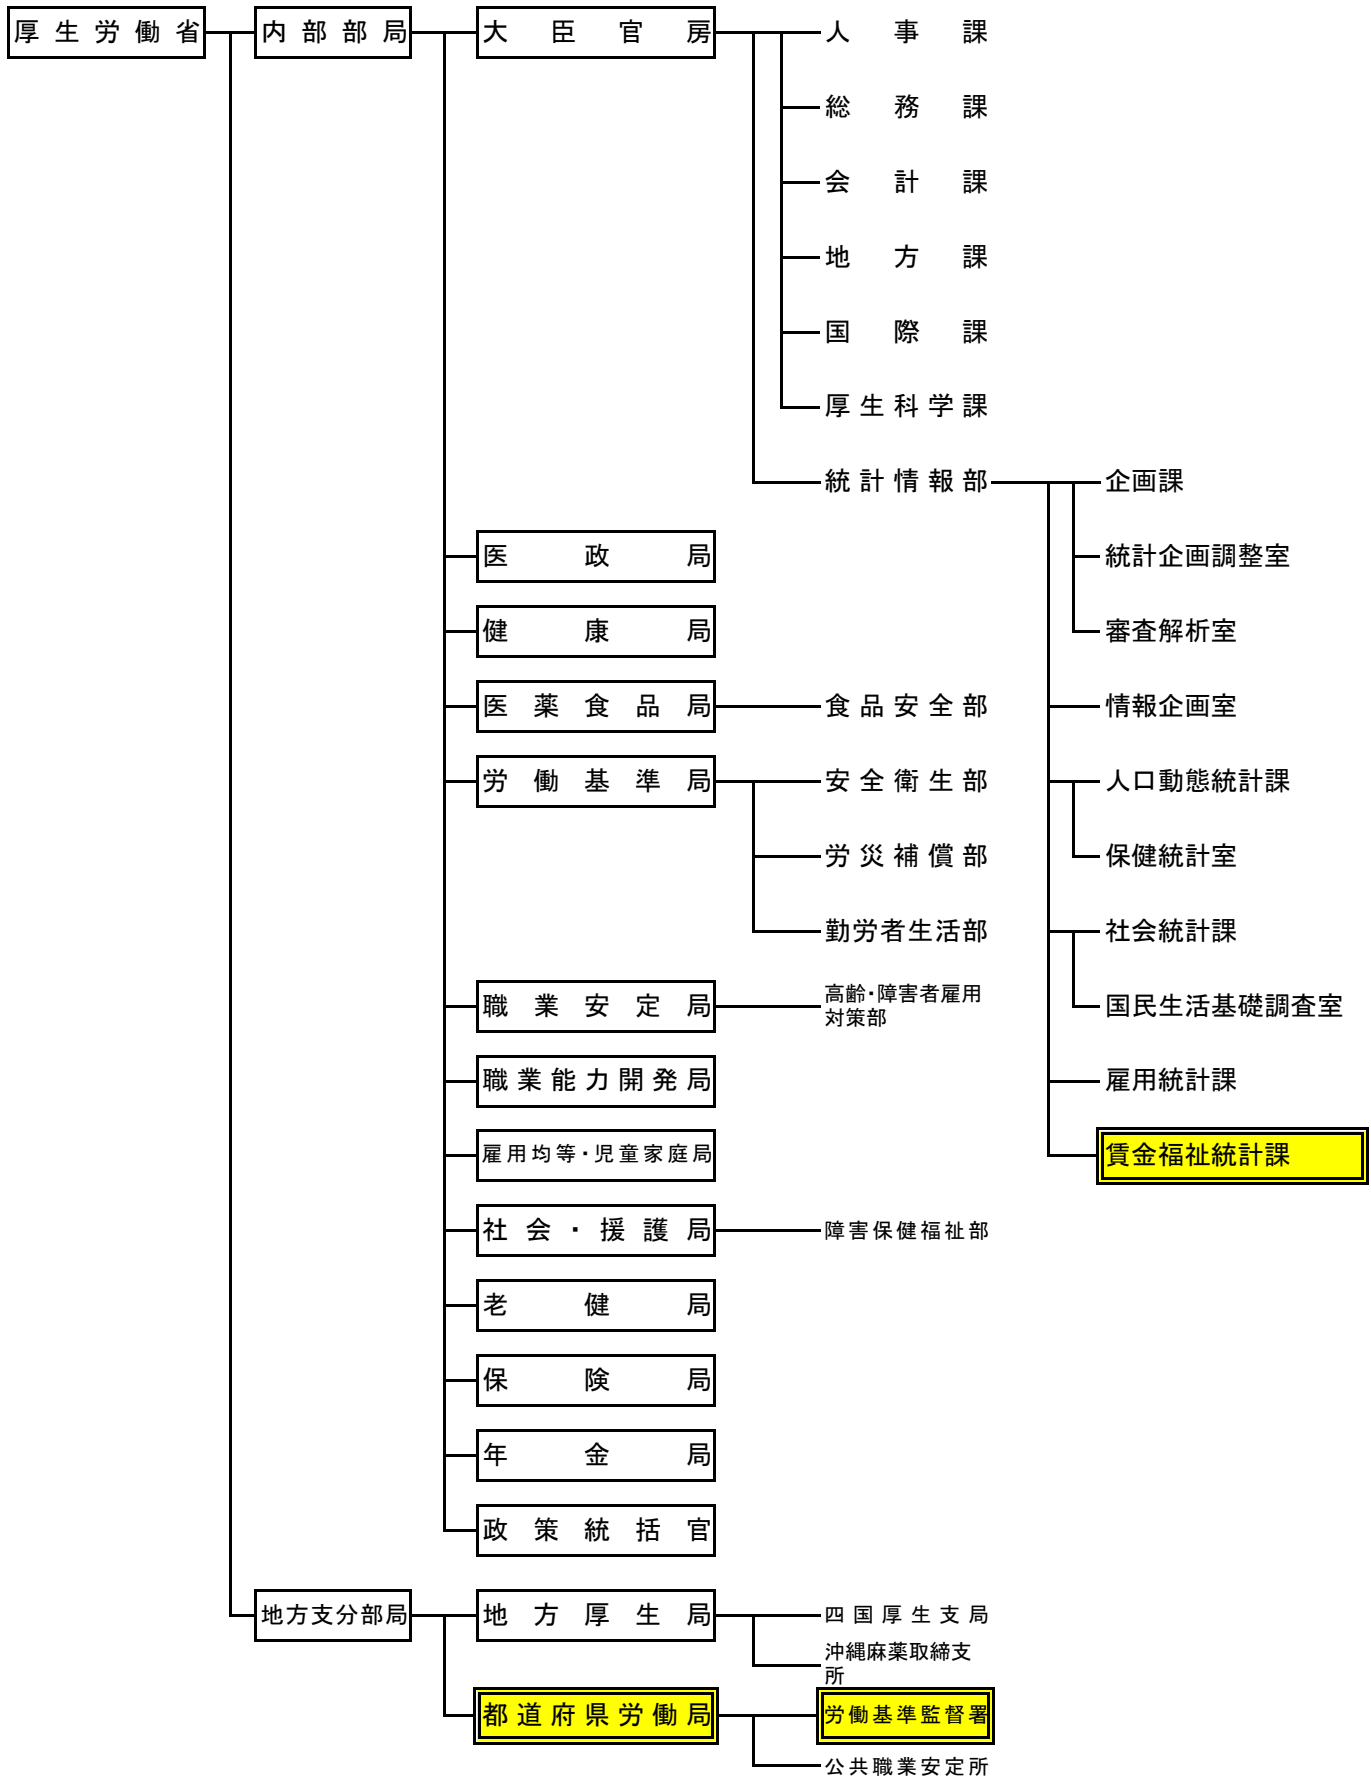 厚生労働省
内部部局
大臣官房
人事課
総務課
会計課
地方課
国際課
厚生科学課
統計情報部
企画課
統計企画調整室
審査解析室
情報企画室
人口動態統計課
保健統計室
社会統計課
国民生活基礎調査室
雇用統計課
賃金福祉統計課
医政局
健康局
医薬食品局
食品安全部
労働基準局
安全衛生部
労災補償部
勤労者生活部
職業安定局
高齢・障害者雇用
対策部
職業能力開発局
雇用均等・児童家庭局
社会・援護局
障害保健福祉部
老健局
保険局
年金局
政策統括官
地方支分部局
地方厚生局
四国厚生支局
沖縄麻薬取締支
所
都道府県労働局
労働基準監督署
公共職業安定所